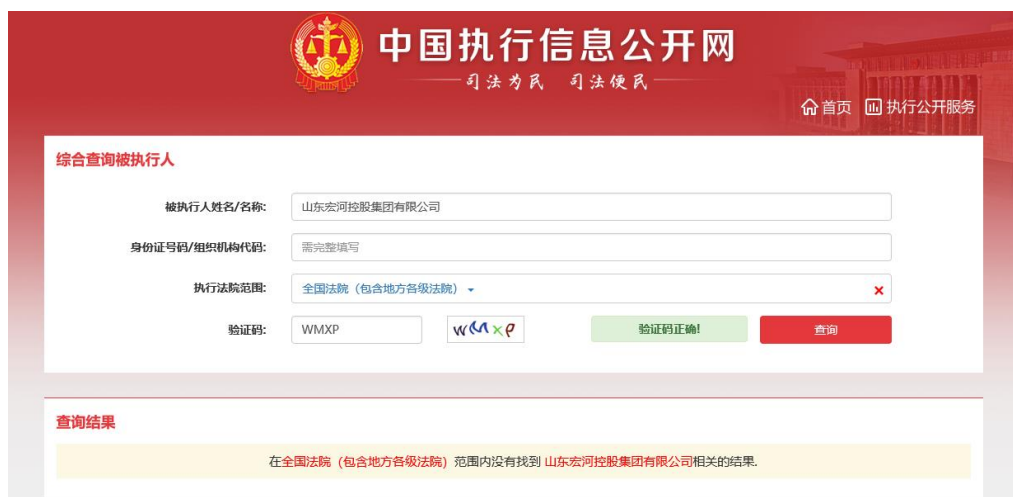 中国执行信息公开网
司法为民 司法便民
首页 执行公开服务
综合查询被执行人
被执行人姓名/名称: 山东宏河控股集团有限公司
身份证号码/组织机构代码: 需完整填写
执行法院范围: 全国法院（包含地方各级法院）
验证码: WMXP wMxp 验证码正确! 查询
查询结果
在全国法院（包含地方各级法院）范围内没有找到 山东宏河控股集团有限公司相关的结果.